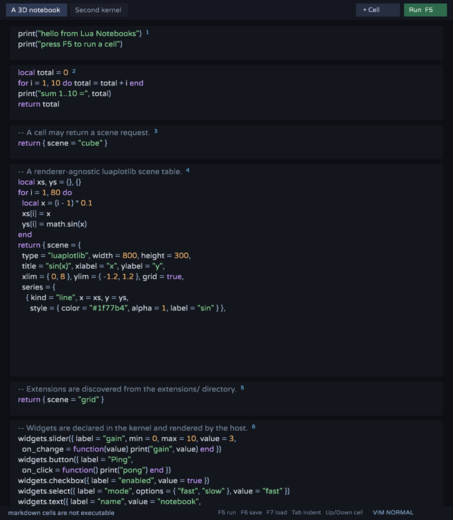 A 3D notebook
Second kernel
+ Cell
Run F5
print("hello from Lua Notebooks") 1
print("press F5 to run a cell")
local total = 0 2
for i = 1, 10 do total = total + i end
print("sum 1..10 =", total)
return total
-- A cell may return a scene request. 3
return { scene = "cube" }
-- A renderer-agnostic luaplotlib scene table. 4
local xs, ys = {}, {}
for i = 1, 80 do
local x = (i - 1) * 0.1
xs[i] = x
ys[i] = math.sin(x)
end
return { scene = {
type = "luaplotlib", width = 800, height = 300,
title = "sin(x)", xlabel = "x", ylabel = "y",
xlim = { 0, 8 }, ylim = { -1.2, 1.2 }, grid = true,
series = {
{ kind = "line", x = xs, y = ys,
style = { color = "#1f77b4", alpha = 1, label = "sin" } },
-- Extensions are discovered from the extensions/ directory. 5
return { scene = "grid" }
-- Widgets are declared in the kernel and rendered by the host. 6
widgets.slider({ label = "gain", min = 0, max = 10, value = 3,
on_change = function(value) print("gain", value) end })
widgets.button({ label = "Ping",
on_click = function() print("pong") end })
widgets.checkbox({ label = "enabled", value = true })
widgets.select({ label = "mode", options = { "fast", "slow" }, value = "fast" })
widgets.text({ label = "name", value = "notebook",
markdown cells are not executable
F5 run F6 save F7 load Tab indent Up/Down cell
VIM NORMAL